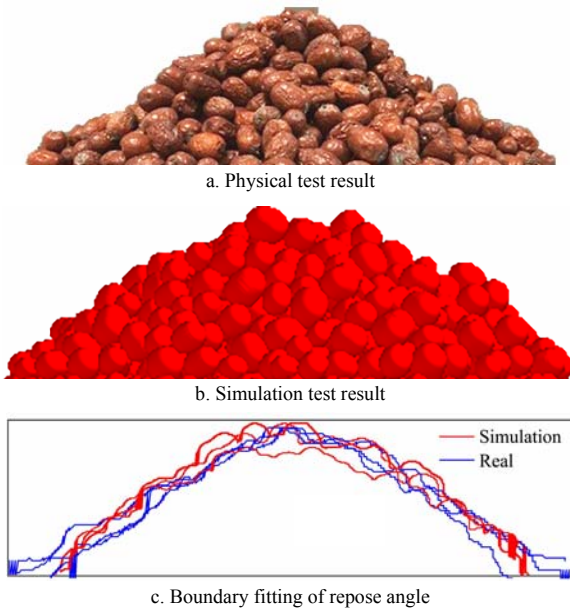 a. Physical test result
b. Simulation test result
Simulation
Real
c. Boundary fitting of repose angle